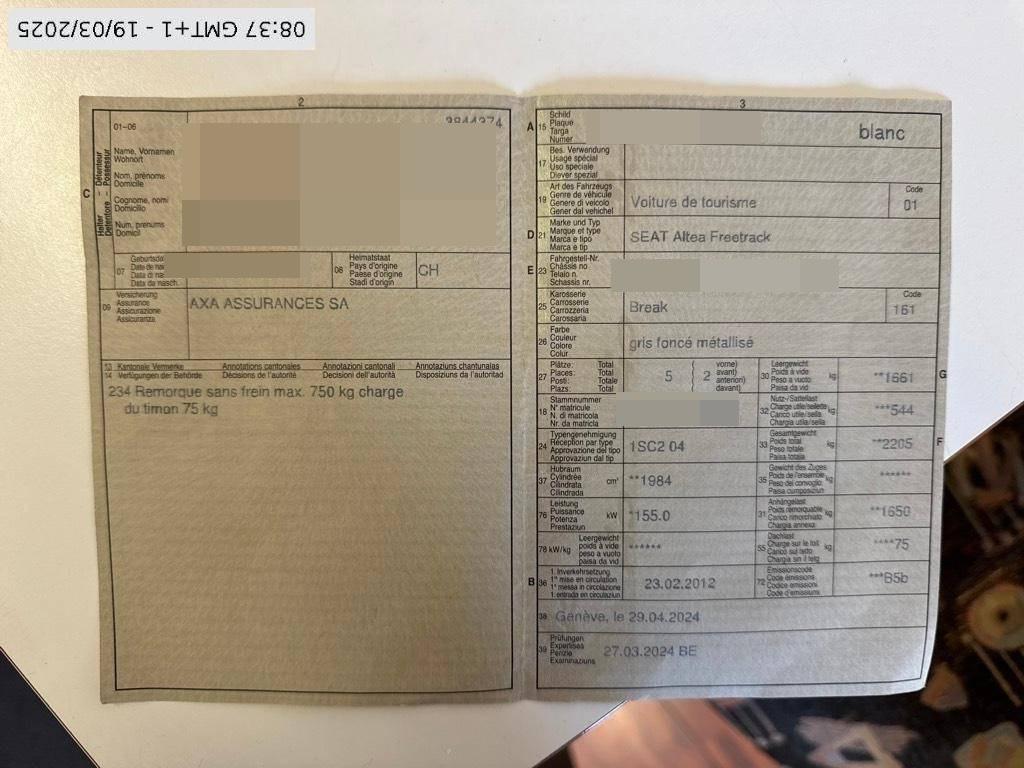 08:37 GMT+1 - 19/03/2025
2
01-06
3844374
C
Halter - Détenteur
Detentore - Possessur
Name, Vornamen
Wohnort
Nom, prénoms
Domicile
Cognome, nomi
Domicilio
Num, prenums
Domicil
07
Data da nasch.
08
Heimatstaat
Pays d'origine
Paese d'origine
Stadi d'origin
CH
09
Versicherung
Assurance
Assicurazione
Assicuranza
AXA ASSURANCES SA
13 Kantonale Vermerke Annotations cantonales Annotazioni cantonali Annotaziuns chantunalas
14 Verfügungen der Behörde Décisions de l'autorité Decisioni dell'autorità Disposiziuns da l'autoritad
234 Remorque sans frein max. 750 kg charge
du timon 75 kg
3
A 15
Schild
Plaque
Targa
Numer
blanc
17
Bes. Verwendung
Usage spécial
Uso speciale
Diever spezial
19
Art des Fahrzeugs
Genre de véhicule
Genere di veicolo
Gener dal vehichel
Voiture de tourisme
Code
01
D 21
Marke und Typ
Marque et type
Marca e tipo
Marca e tip
SEAT Altea Freetrack
E 23
Fahrgestell-Nr.
Châssis no
Telaio n.
Schassis nr.
25
Karosserie
Carrosserie
Carrozzeria
Carossaria
Break
Code
161
26
Farbe
Couleur
Colore
Colur
gris foncé métallisé
27
Plätze: Total
Places: Total
Posti: Totale
Plazs: Total
5 ( 2
vorne)
avant)
anteriori)
davant)
30
Leergewicht
Poids à vide
Peso a vuoto
Paisa da vid
kg
**1661
G
18
Stammnummer
N° matricule
N. di matricola
Nr. da matricla
32
Nutz-/Sattellast
Charge utile/sellette
Carico utile/sella
Chargia utila/sella
kg
***544
24
Typengenehmigung
Réception par type
Approvazione del tipo
Approvaziun dal tip
1SC2 04
33
Gesamtgewicht
Poids total
Peso totale
Paisa totala
kg
**2205
F
37
Hubraum
Cylindrée
Cilindrata
Cilindrada
cm³
**1984
35
Gewicht des Zuges
Poids de l'ensemble
Peso del convoglio
Paisa cumposiziun
kg
******
76
Leistung
Puissance
Potenza
Prestaziun
kW
*155.0
31
Anhängelast
Poids remorquable
Carico rimorchiato
Chargia annexa
kg
**1650
78 kW/kg
Leergewicht
poids à vide
peso a vuoto
paisa da vid
******
55
Dachlast
Charge sur le toit
Carico sul tetto
Chargia sin il tetg
kg
****75
B 36
1. Inverkehrsetzung
1re mise en circulation
1a messa in circolazione
1. entrada en circulaziun
23.02.2012
72
Emissionscode
Code émissions
Codice emissioni
Code d'emissiuns
***B5b
38
Genève, le 29.04.2024
39
Prüfungen
Expertises
Perizie
Examinaziuns
27.03.2024 BE